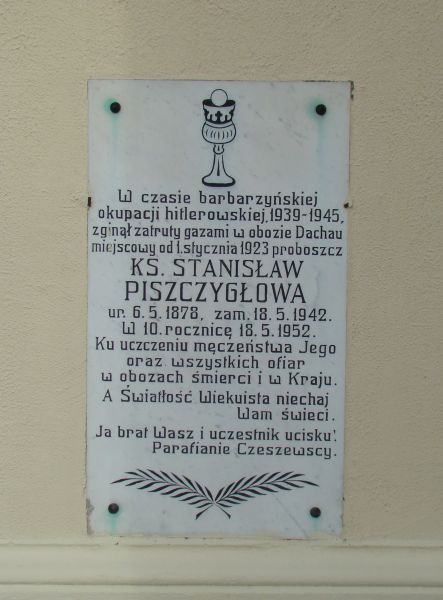 W czasie barbarzyńskiej
okupacji hitlerowskiej, 1939-1945,
zginął zatruty gazami w obozie Dachau
miejscowy od 1. stycznia 1923 proboszcz
KS. STANISŁAW
PISZCZYGŁOWA
ur. 6. 5. 1878, zam. 18. 5. 1942.
W 10. rocznicę 18. 5. 1952.
Ku uczczeniu męczeństwa Jego
oraz wszystkich ofiar
w obozach śmierci i w Kraju.
A Światłość Wiekuista niechaj
Wam świeci.
Ja brat Wasz i uczestnik ucisku'.
Parafianie Czeszewscy.